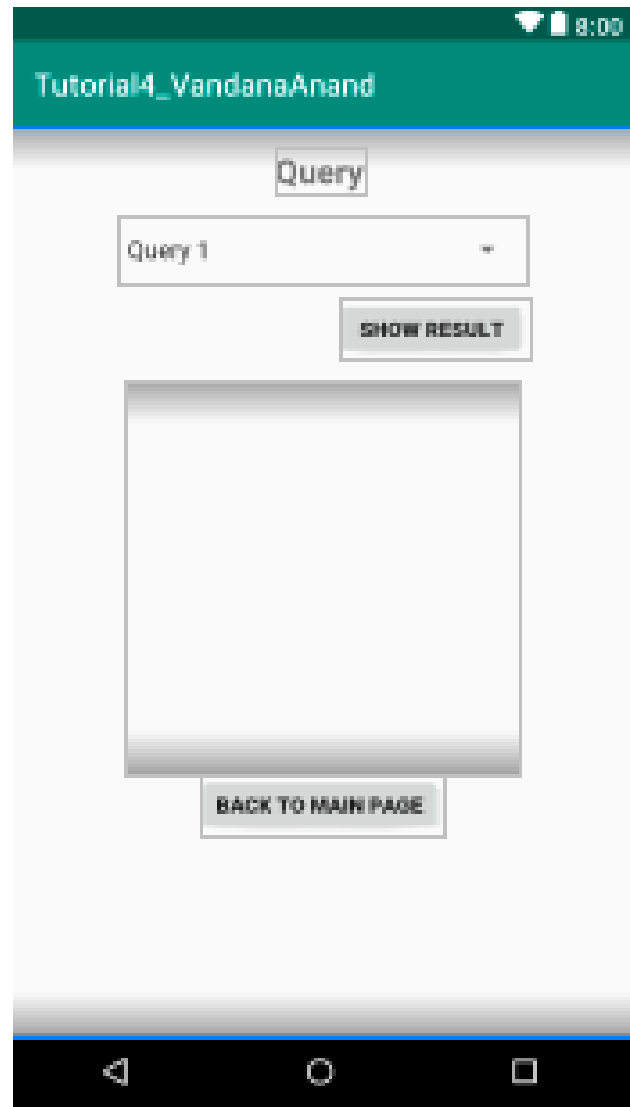 8:00
Tutorial4_VandanaAnand
Query
Query 1
SHOW RESULT
BACK TO MAIN PAGE